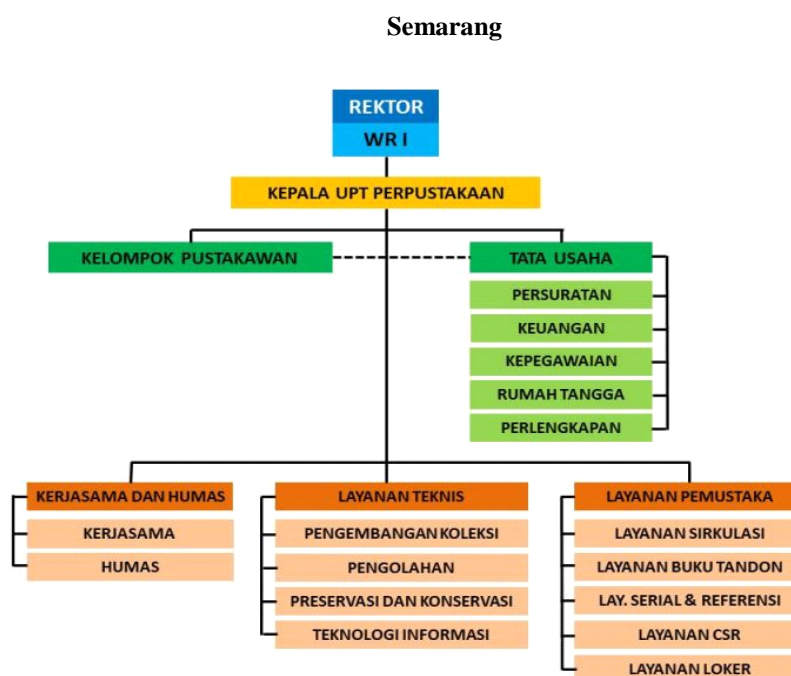 Semarang
REKTOR
WR I
KEPALA UPT PERPUSTAKAAN
KELOMPOK PUSTAKAWAN
TATA USAHA
PERSURATAN
KEUANGAN
KEPEGAWAIAN
RUMAH TANGGA
PERLENGKAPAN
KERJASAMA DAN HUMAS
KERJASAMA
HUMAS
LAYANAN TEKNIS
PENGEMBANGAN KOLEKSI
PENGOLAHAN
PRESERVASI DAN KONSERVASI
TEKNOLOGI INFORMASI
LAYANAN PEMUSTAKA
LAYANAN SIRKULASI
LAYANAN BUKU TANDON
LAY. SERIAL & REFERENSI
LAYANAN CSR
LAYANAN LOKER